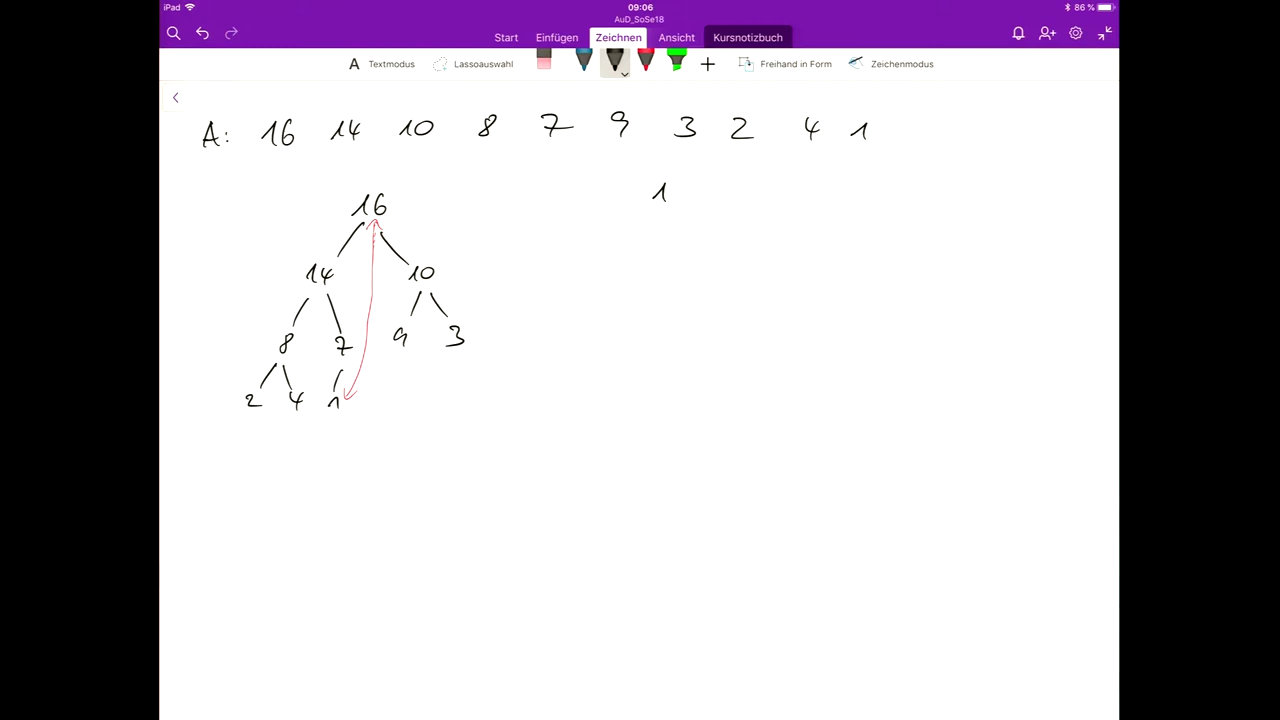 iPad 09:06 86 %
AuD_SoSe18
Start Einfügen Zeichnen Ansicht Kursnotizbuch
A Textmodus Lassoauswahl Freihand in Form Zeichenmodus
A: 16 14 10 8 7 9 3 2 4 1
1
16
14 10
8 7 9 3
2 4 1